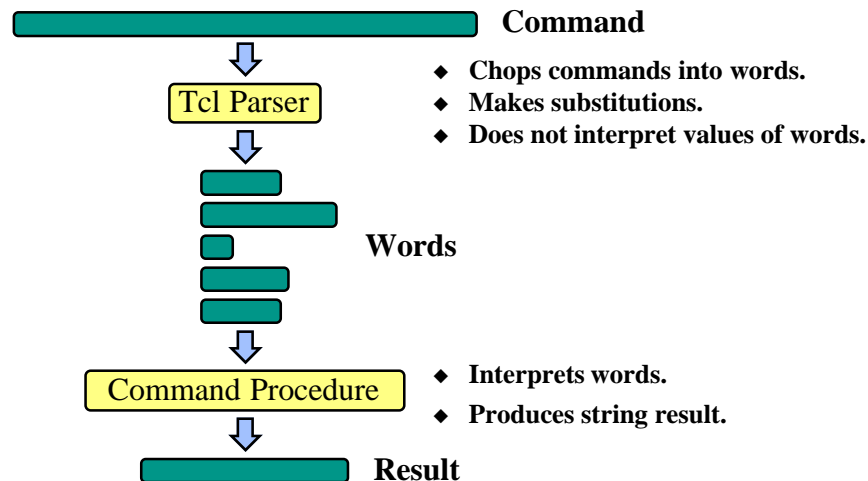 Command
◆ Chops commands into words.
Tcl Parser
◆ Makes substitutions.
◆ Does not interpret values of words.
Words
Command Procedure
◆ Interprets words.
◆ Produces string result.
Result